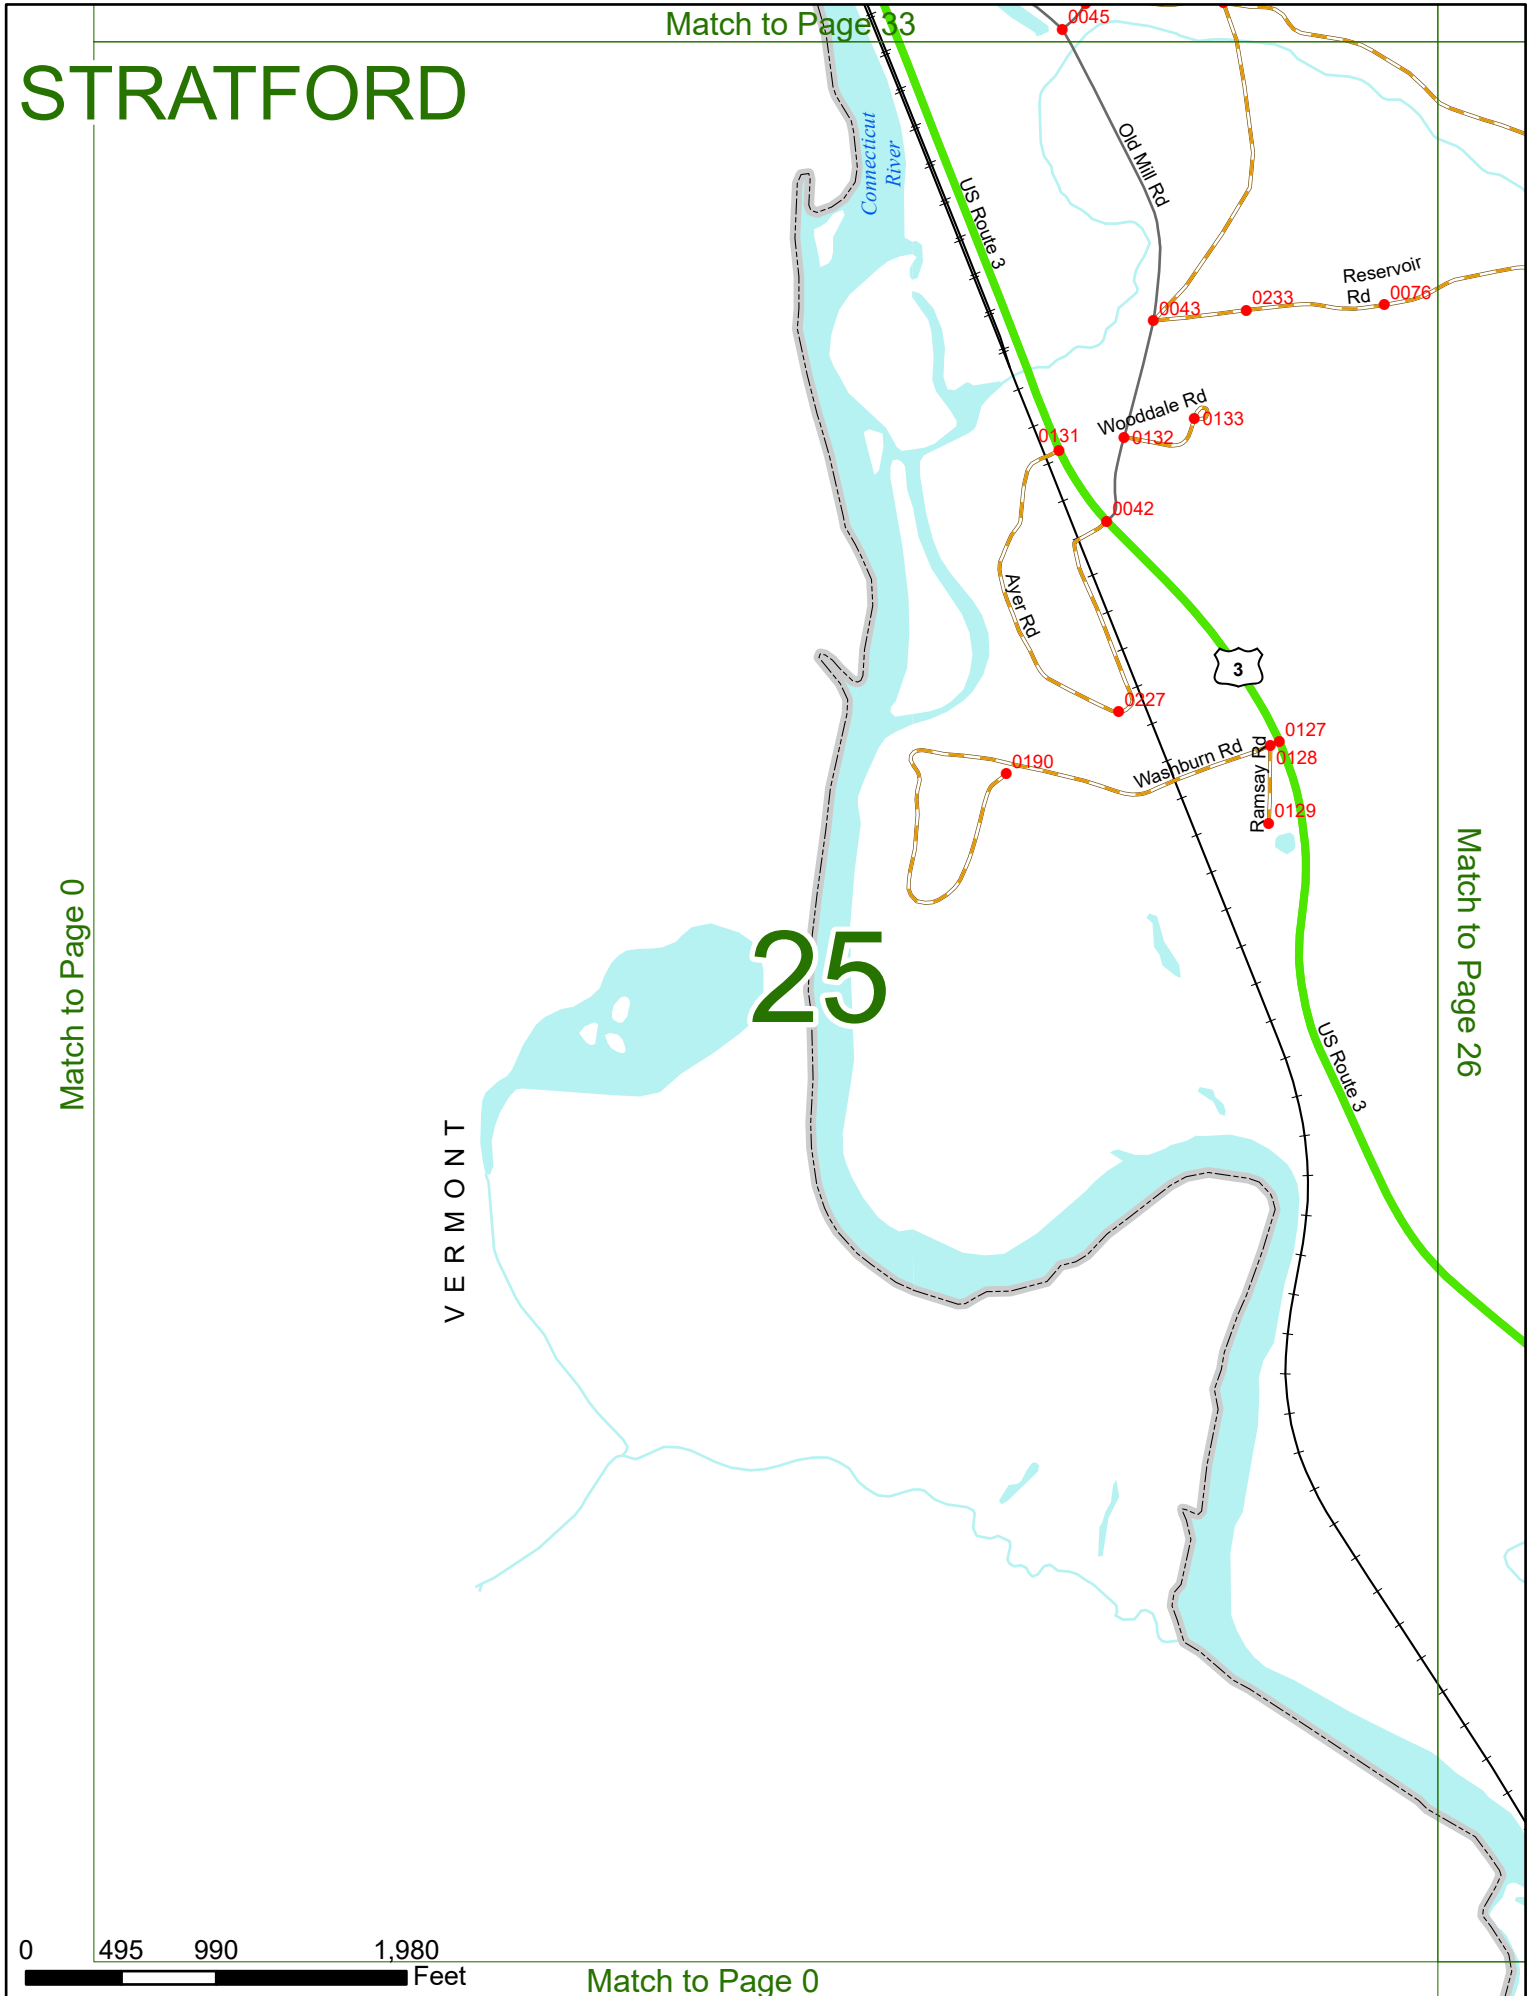 Match to Page 33
0045
STRATFORD
Connecticut
River
Old Mill Rd
US Route 3
Reservoir
Rd
0076
0233
0043
Wooddale Rd
0133
0132
0131
0042
Ayer Rd
3
0227
0127
0128
Washburn Rd
Ramsay Rd
0190
0129
Match to Page 0
25
Match to Page 26
US Route 3
VERMONT
0 495 990 1,980
Feet
Match to Page 0